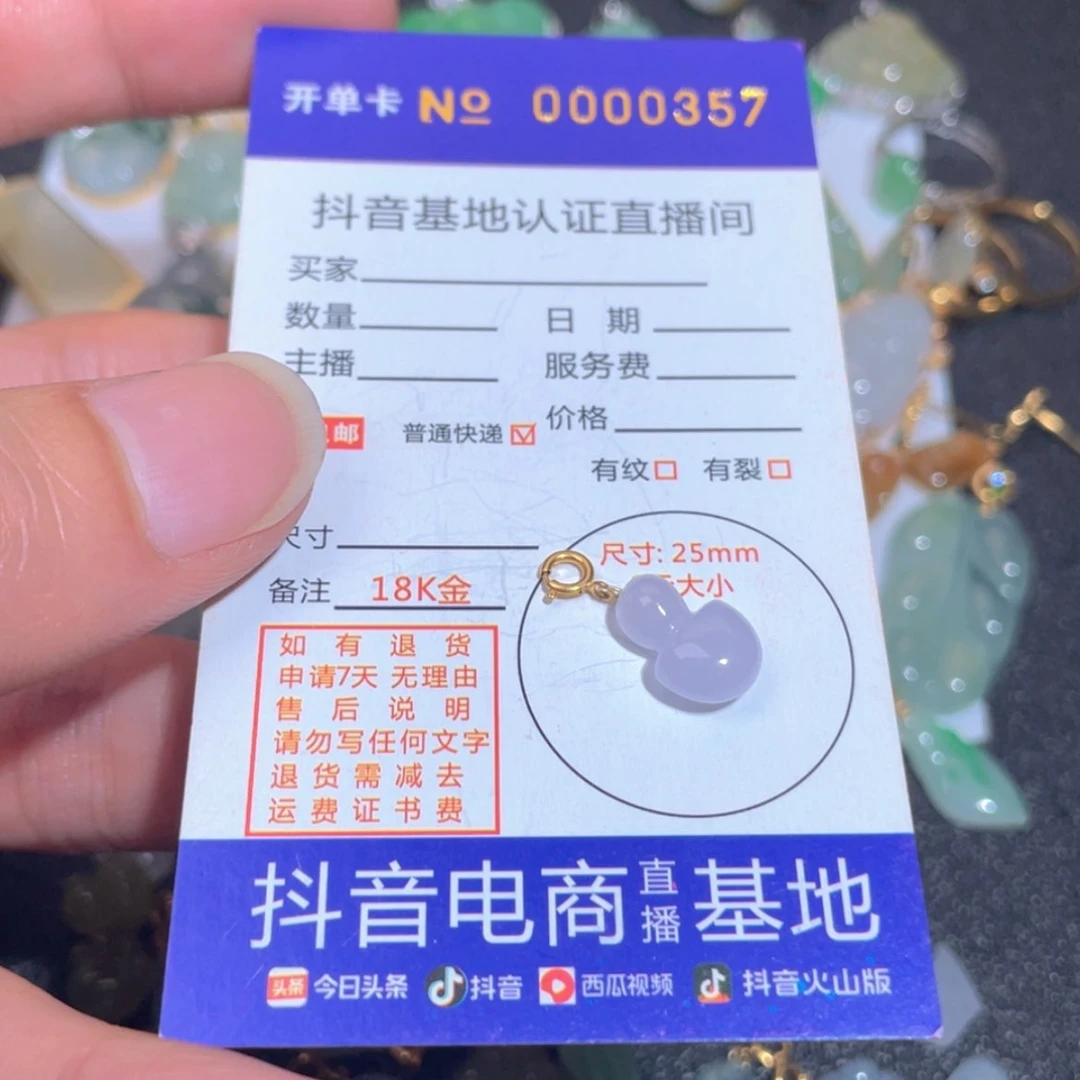 开单卡 No 0000357
抖音基地认证直播间
买家
数量 日期
主播 服务费
邮 普通快递 价格
有纹 有裂
尺寸
尺寸: 25mm
大小
备注 18K金
如有退货
申请7天 无理由
售后说明
请勿写任何文字
退货需减去
运费证书费
抖音电商直播基地
头条 今日头条 抖音 西瓜视频 抖音火山版